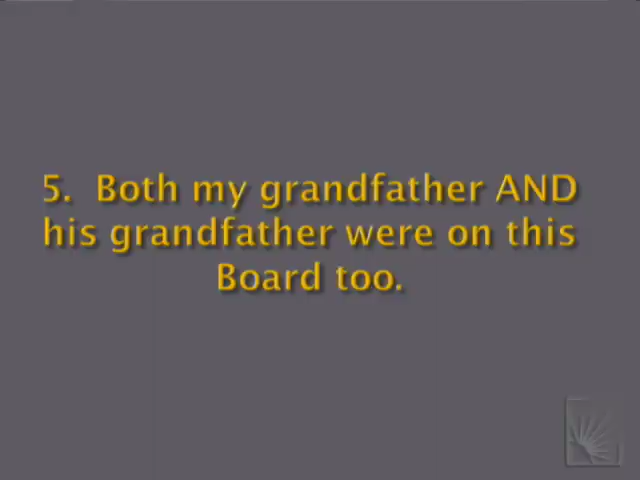 5.  Both my grandfather AND
his grandfather were on this
Board too.